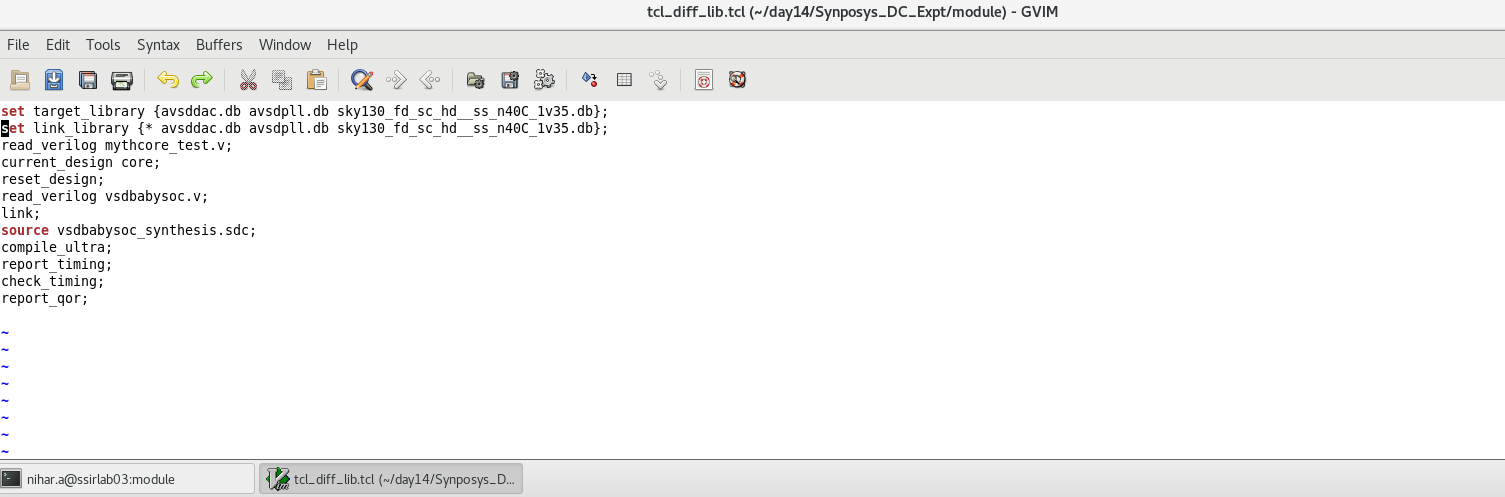 tcl_diff_lib.tcl (~/day14/Synposys_DC_Expt/module) - GVIM
File Edit Tools Syntax Buffers Window Help
set target_library {avsddac.db avsdpll.db sky130_fd_sc_hd__ss_n40C_1v35.db};
set link_library {* avsddac.db avsdpll.db sky130_fd_sc_hd__ss_n40C_1v35.db};
read_verilog mythcore_test.v;
current_design core;
reset_design;
read_verilog vsdbabysoc.v;
link;
source vsdbabysoc_synthesis.sdc;
compile_ultra;
report_timing;
check_timing;
report_qor;
~
~
~
~
~
~
~
~
nihar.a@ssirlab03:module tcl_diff_lib.tcl (~/day14/Synposys_D...